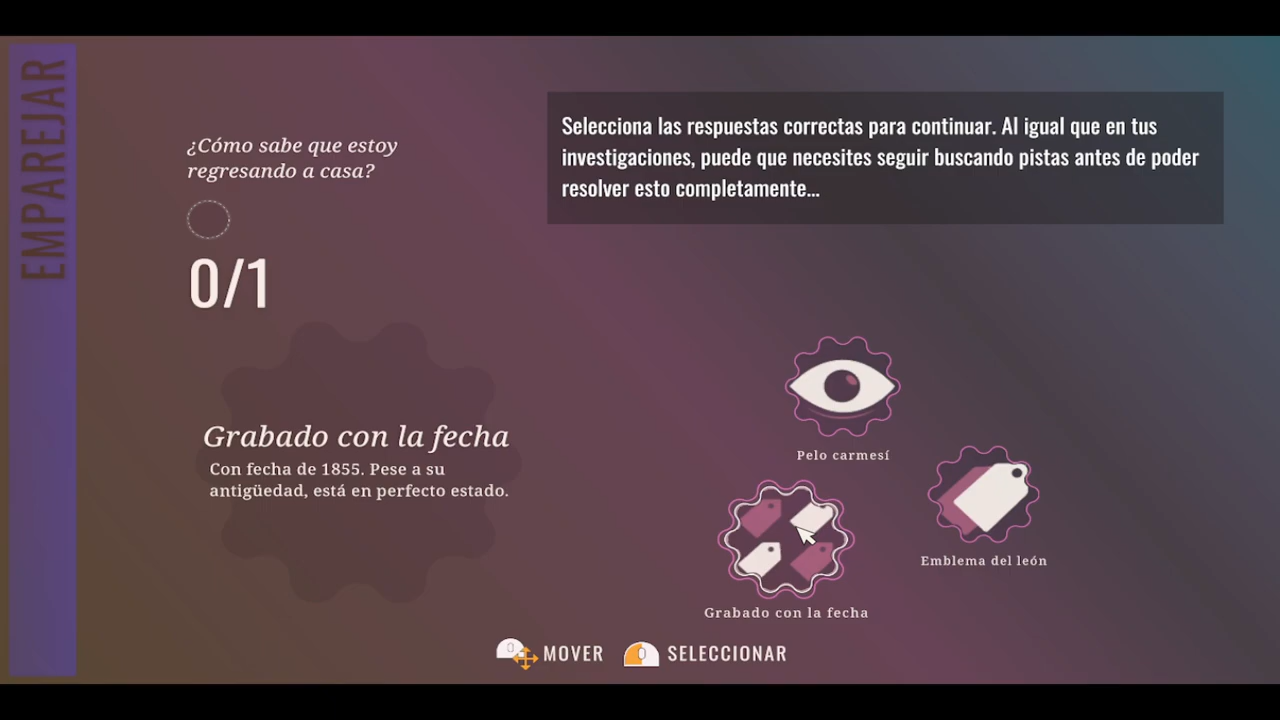 EMPAREJAR
¿Cómo sabe que estoy
regresando a casa?
0/1
Selecciona las respuestas correctas para continuar. Al igual que en tus
investigaciones, puede que necesites seguir buscando pistas antes de poder
resolver esto completamente...
Grabado con la fecha
Con fecha de 1855. Pese a su
antigüedad, está en perfecto estado.
Pelo carmesí
Emblema del león
Grabado con la fecha
MOVER
SELECCIONAR